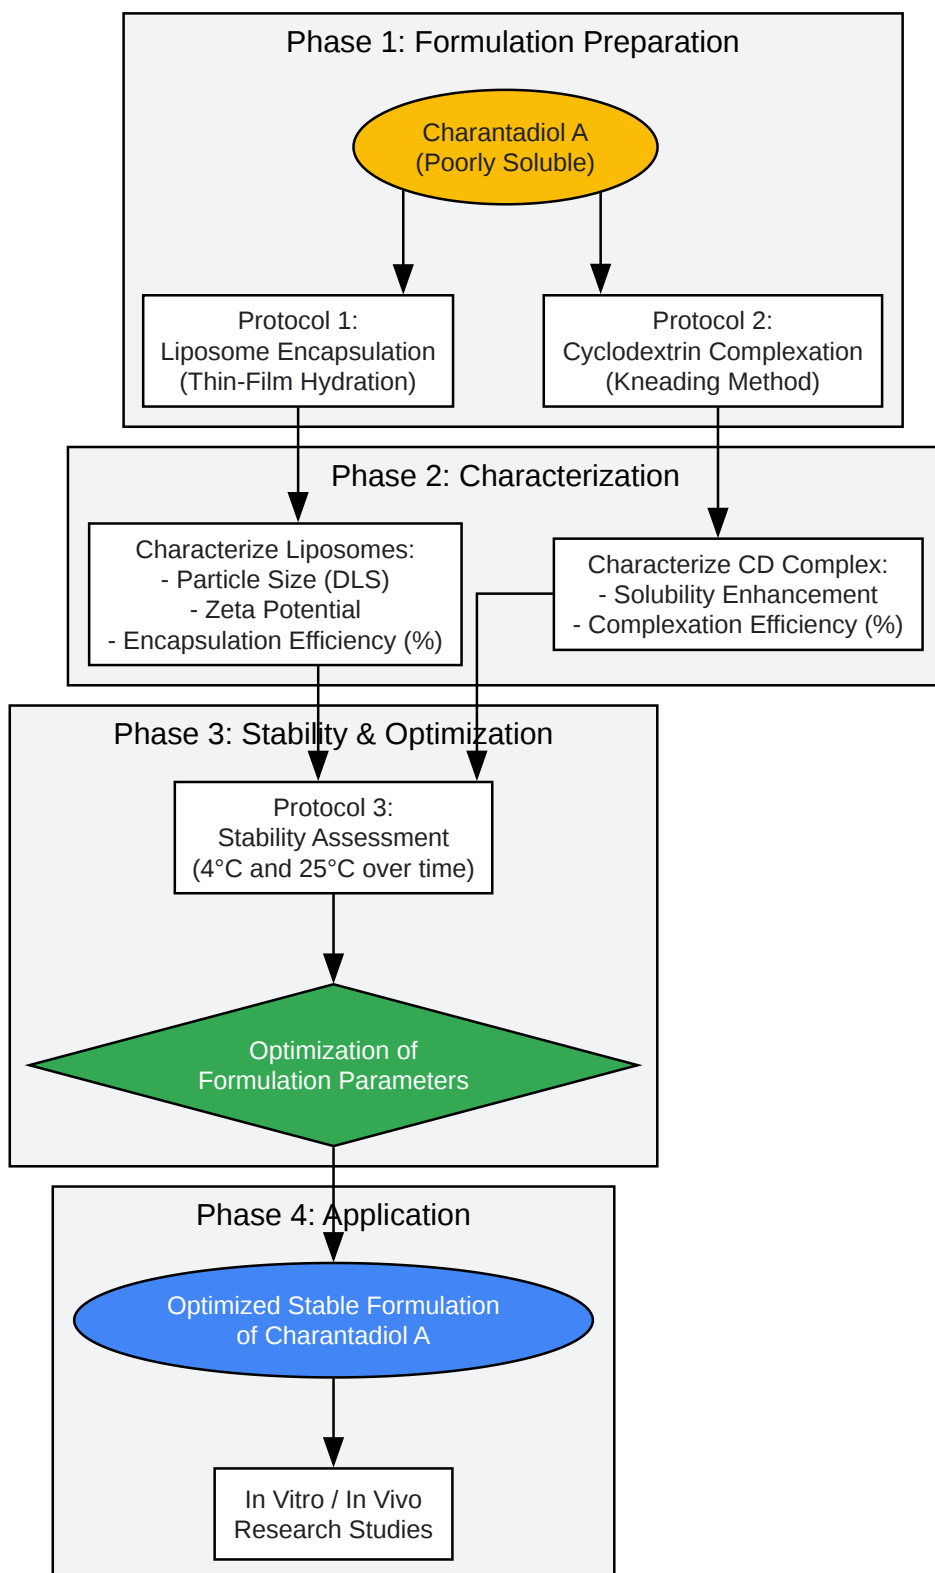 Phase 1: Formulation Preparation
Charantadiol A
(Poorly Soluble)
Protocol 1:
Liposome Encapsulation
(Thin-Film Hydration)
Protocol 2:
Cyclodextrin Complexation
(Kneading Method)
Phase 2: Characterization
Characterize Liposomes:
- Particle Size (DLS)
- Zeta Potential
- Encapsulation Efficiency (%)
Characterize CD Complex:
- Solubility Enhancement
- Complexation Efficiency (%)
Phase 3: Stability & Optimization
Protocol 3:
Stability Assessment
(4°C and 25°C over time)
Optimization of
Formulation Parameters
Phase 4: Application
Optimized Stable Formulation
of Charantadiol A
In Vitro / In Vivo
Research Studies